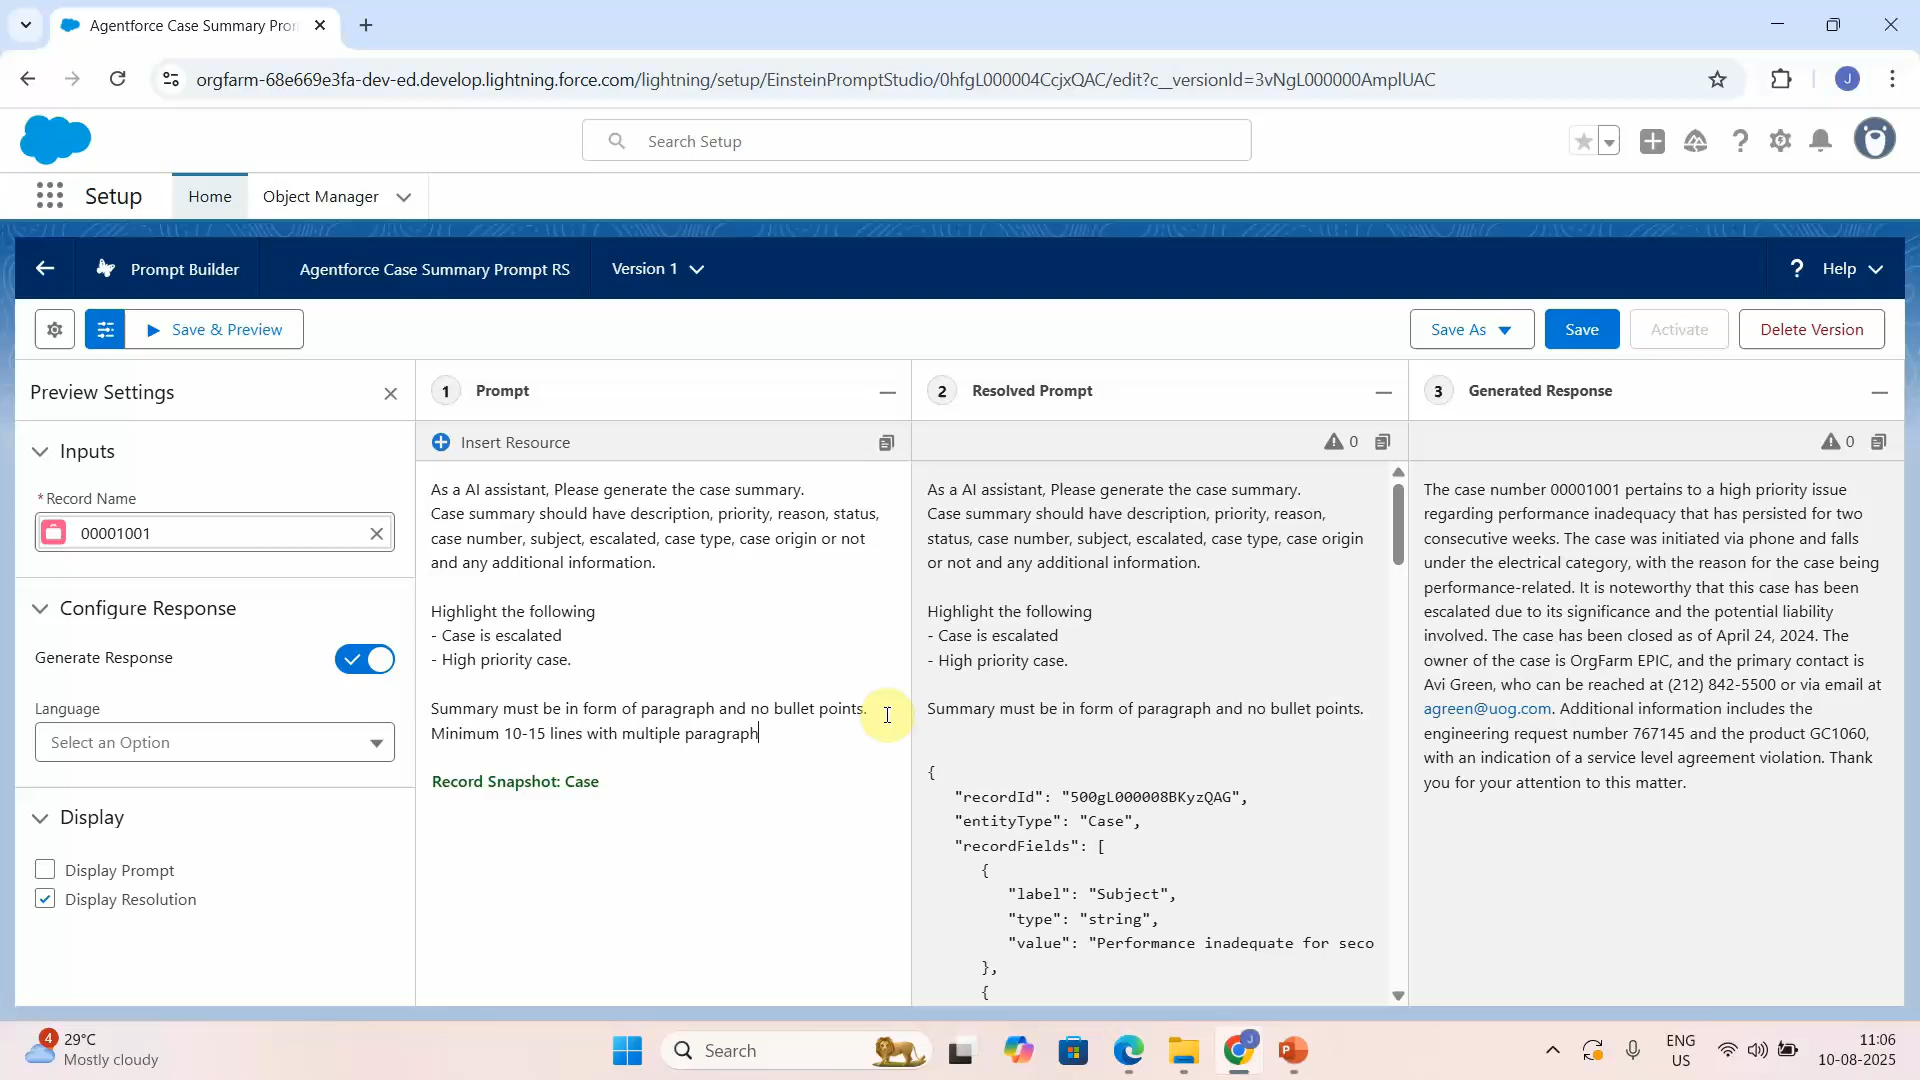 Agentforce Case Summary Pro
orgfarm-68e669e3fa-dev-ed.develop.lightning.force.com/lightning/setup/EinsteinPromptStudio/0hfgL000004CcjxQAC/edit?c__versionId=3vNgL000000AmplUAC
J
Search Setup
Setup
Home
Object Manager
Prompt Builder
Agentforce Case Summary Prompt RS
Version 1
? Help
Save & Preview
Save As
Save
Activate
Delete Version
Preview Settings
Inputs
*Record Name
00001001
Configure Response
Generate Response
Language
Select an Option
Display
Display Prompt
Display Resolution
1 Prompt
Insert Resource
As a AI assistant, Please generate the case summary.
Case summary should have description, priority, reason, status,
case number, subject, escalated, case type, case origin or not
and any additional information.
Highlight the following
- Case is escalated
- High priority case.
Summary must be in form of paragraph and no bullet points.
Minimum 10-15 lines with multiple paragraph
Record Snapshot: Case
2 Resolved Prompt
0
As a AI assistant, Please generate the case summary.
Case summary should have description, priority, reason,
status, case number, subject, escalated, case type, case origin
or not and any additional information.
Highlight the following
- Case is escalated
- High priority case.
Summary must be in form of paragraph and no bullet points.
{
"recordId": "500gL000008BKyzQAG",
"entityType": "Case",
"recordFields": [
{
"label": "Subject",
"type": "string",
"value": "Performance inadequate for seco
},
{
3 Generated Response
0
The case number 00001001 pertains to a high priority issue
regarding performance inadequacy that has persisted for two
consecutive weeks. The case was initiated via phone and falls
under the electrical category, with the reason for the case being
performance-related. It is noteworthy that this case has been
escalated due to its significance and the potential liability
involved. The case has been closed as of April 24, 2024. The
owner of the case is OrgFarm EPIC, and the primary contact is
Avi Green, who can be reached at (212) 842-5500 or via email at
agreen@uog.com. Additional information includes the
engineering request number 767145 and the product GC1060,
with an indication of a service level agreement violation. Thank
you for your attention to this matter.
4
29°C
Mostly cloudy
Search
J
ENG
US
11:06
10-08-2025